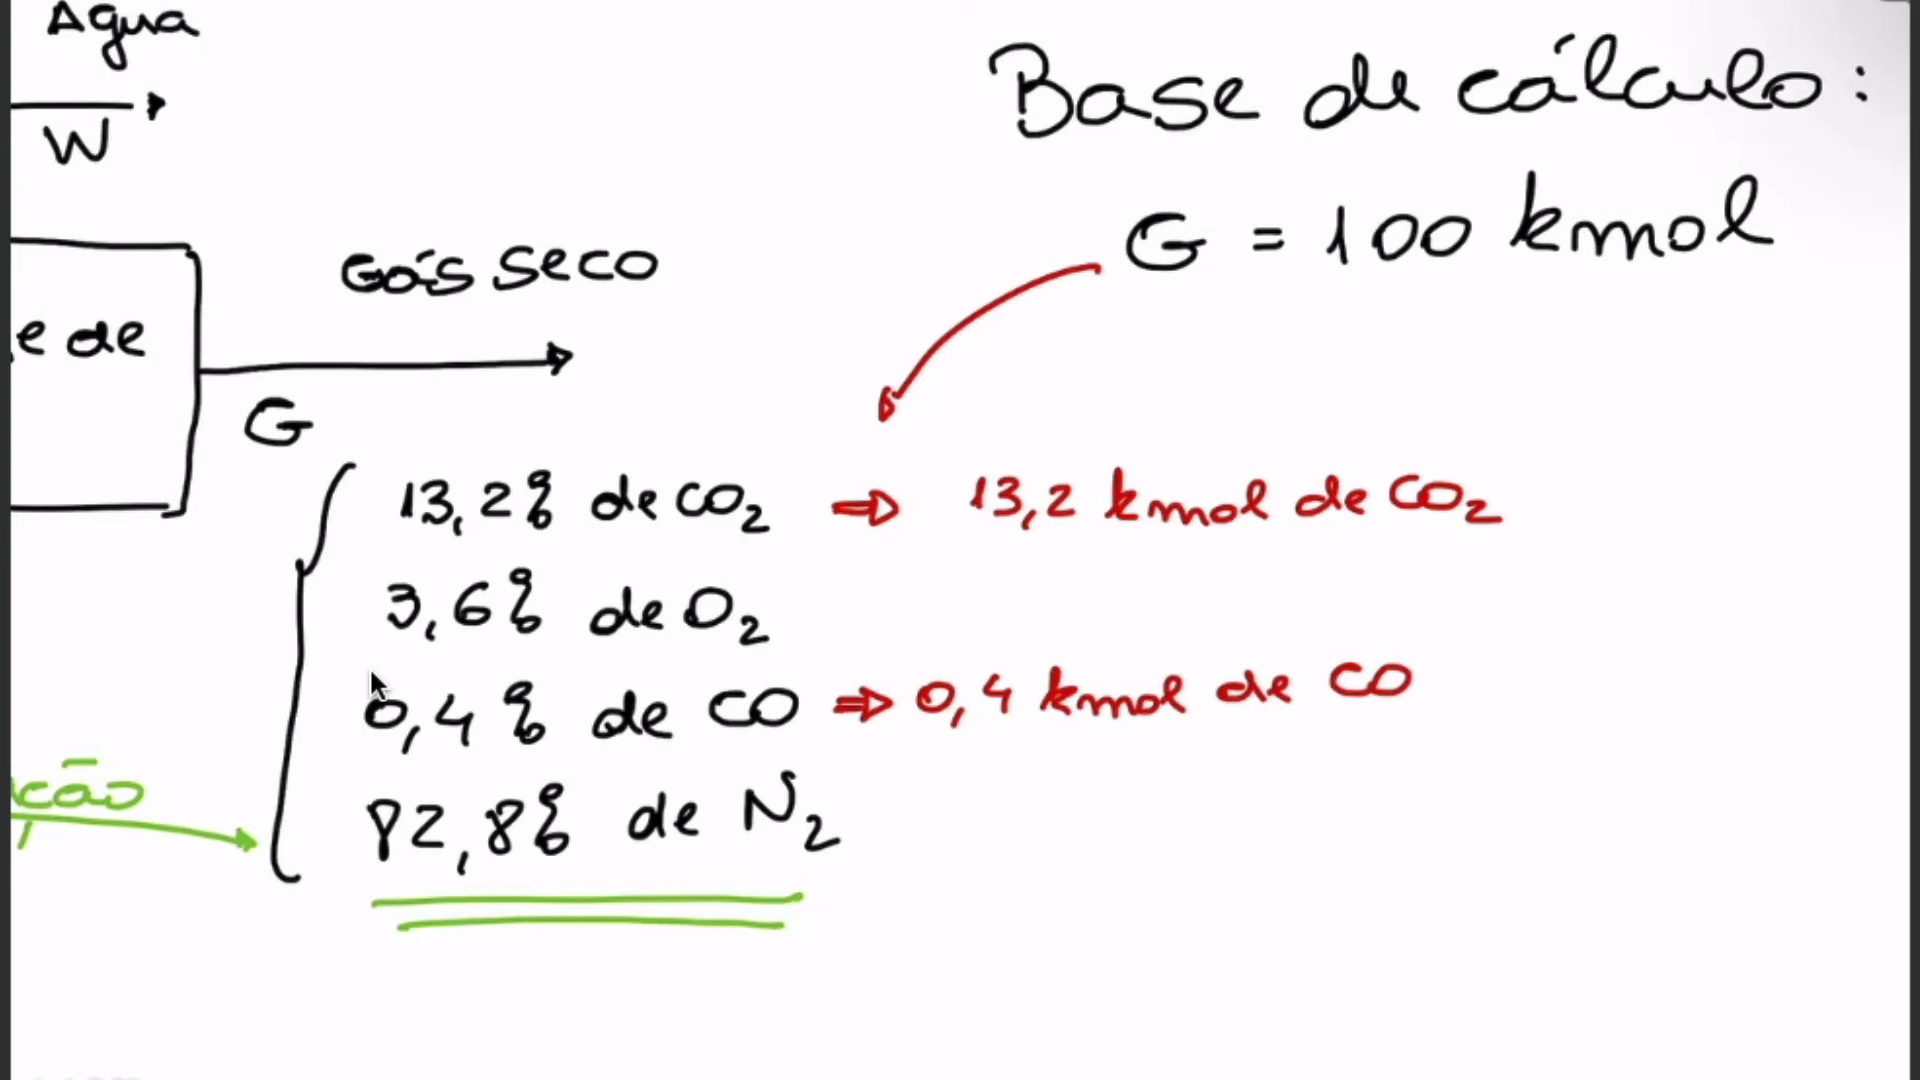 Água
W
Base de cálculo:
G = 100 kmol
Gás seco
e de
G
13,2% de CO2 ⇒ 13,2 kmol de CO2
3,6% de O2
0,4% de CO ⇒ 0,4 kmol de CO
ção
82,8% de N2